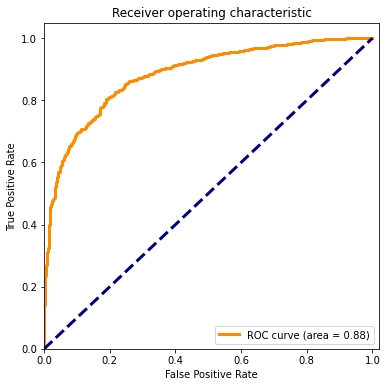 Receiver operating characteristic
True Positive Rate
1.0
0.8
0.6
0.4
0.2
0.0
0.0 0.2 0.4 0.6 0.8 1.0
False Positive Rate
ROC curve (area = 0.88)